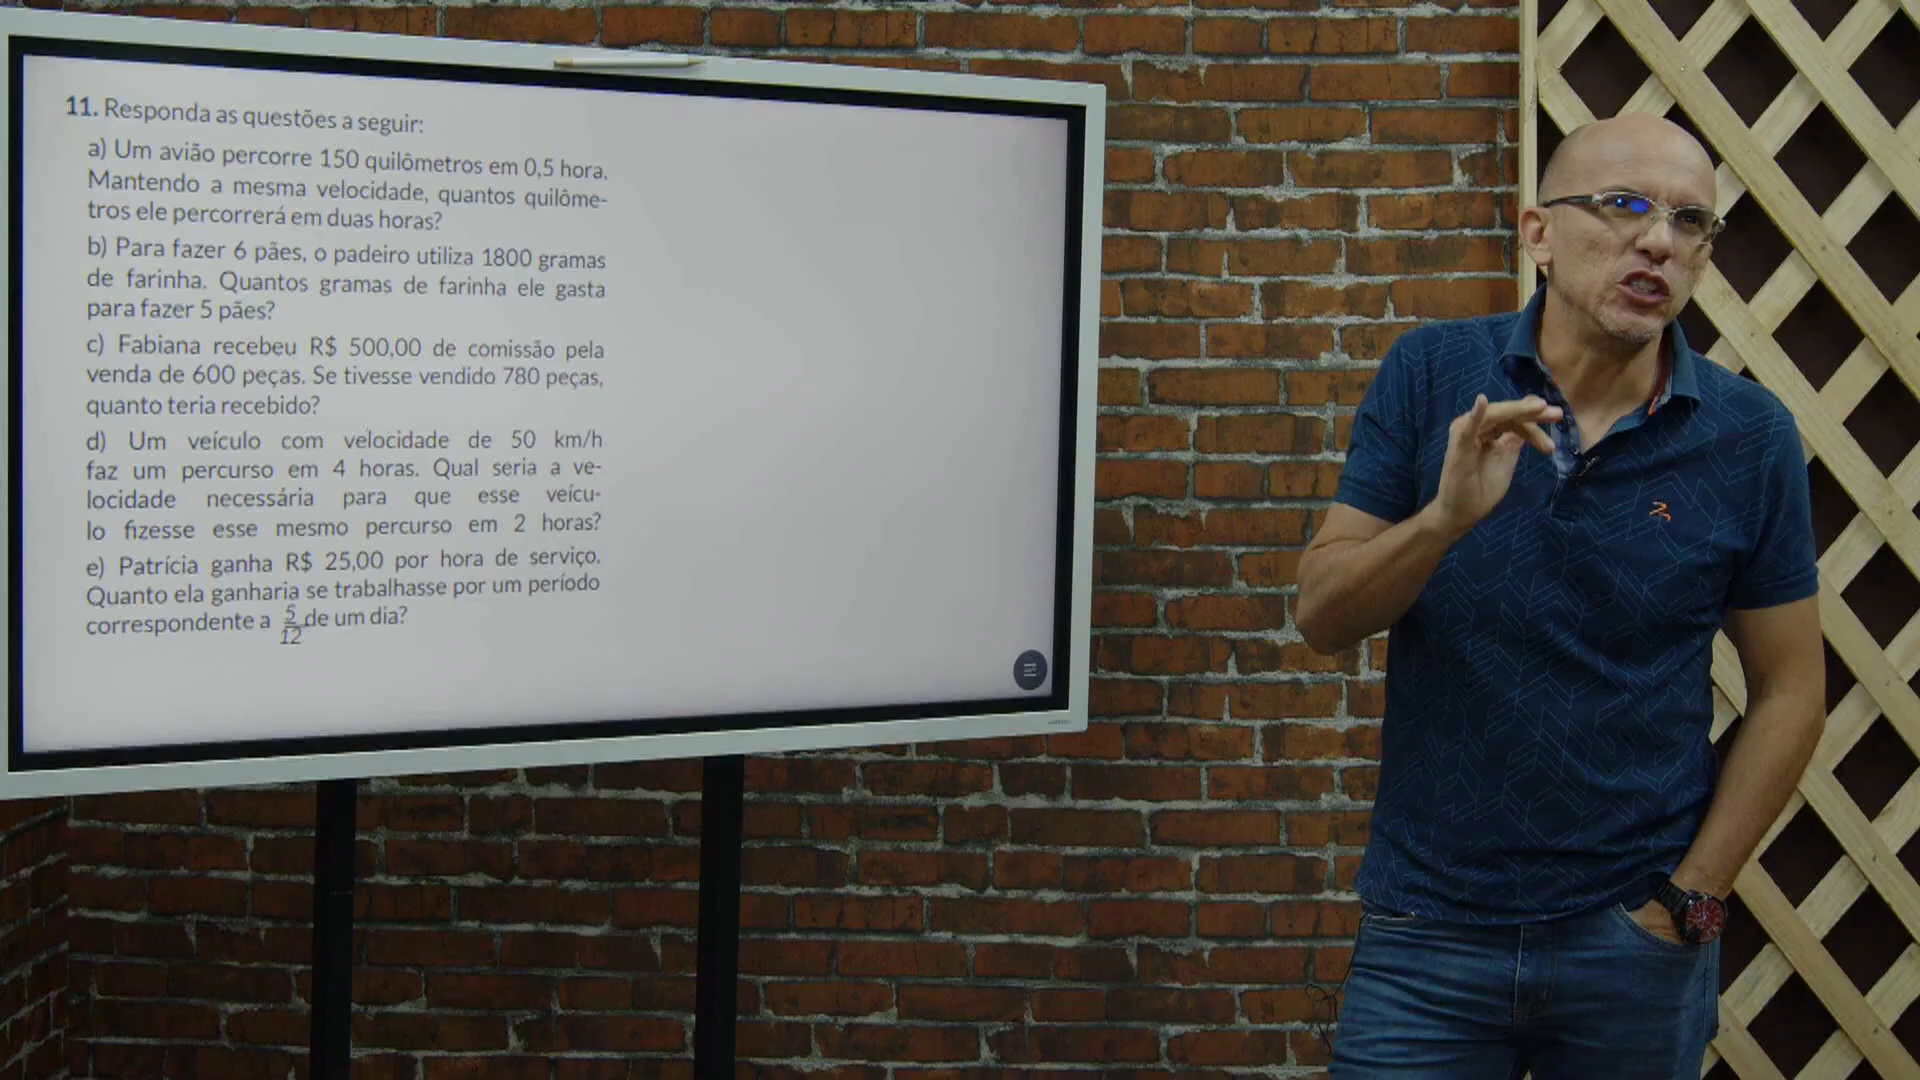 11. Responda as questões a seguir:
a) Um avião percorre 150 quilômetros em 0,5 hora.
Mantendo a mesma velocidade, quantos quilôme-
tros ele percorrerá em duas horas?
b) Para fazer 6 pães, o padeiro utiliza 1800 gramas
de farinha. Quantos gramas de farinha ele gasta
para fazer 5 pães?
c) Fabiana recebeu R$ 500,00 de comissão pela
venda de 600 peças. Se tivesse vendido 780 peças,
quanto teria recebido?
d) Um veículo com velocidade de 50 km/h
faz um percurso em 4 horas. Qual seria a ve-
locidade necessária para que esse veícu-
lo fizesse esse mesmo percurso em 2 horas?
e) Patrícia ganha R$ 25,00 por hora de serviço.
Quanto ela ganharia se trabalhasse por um período
correspondente a 5/12 de um dia?